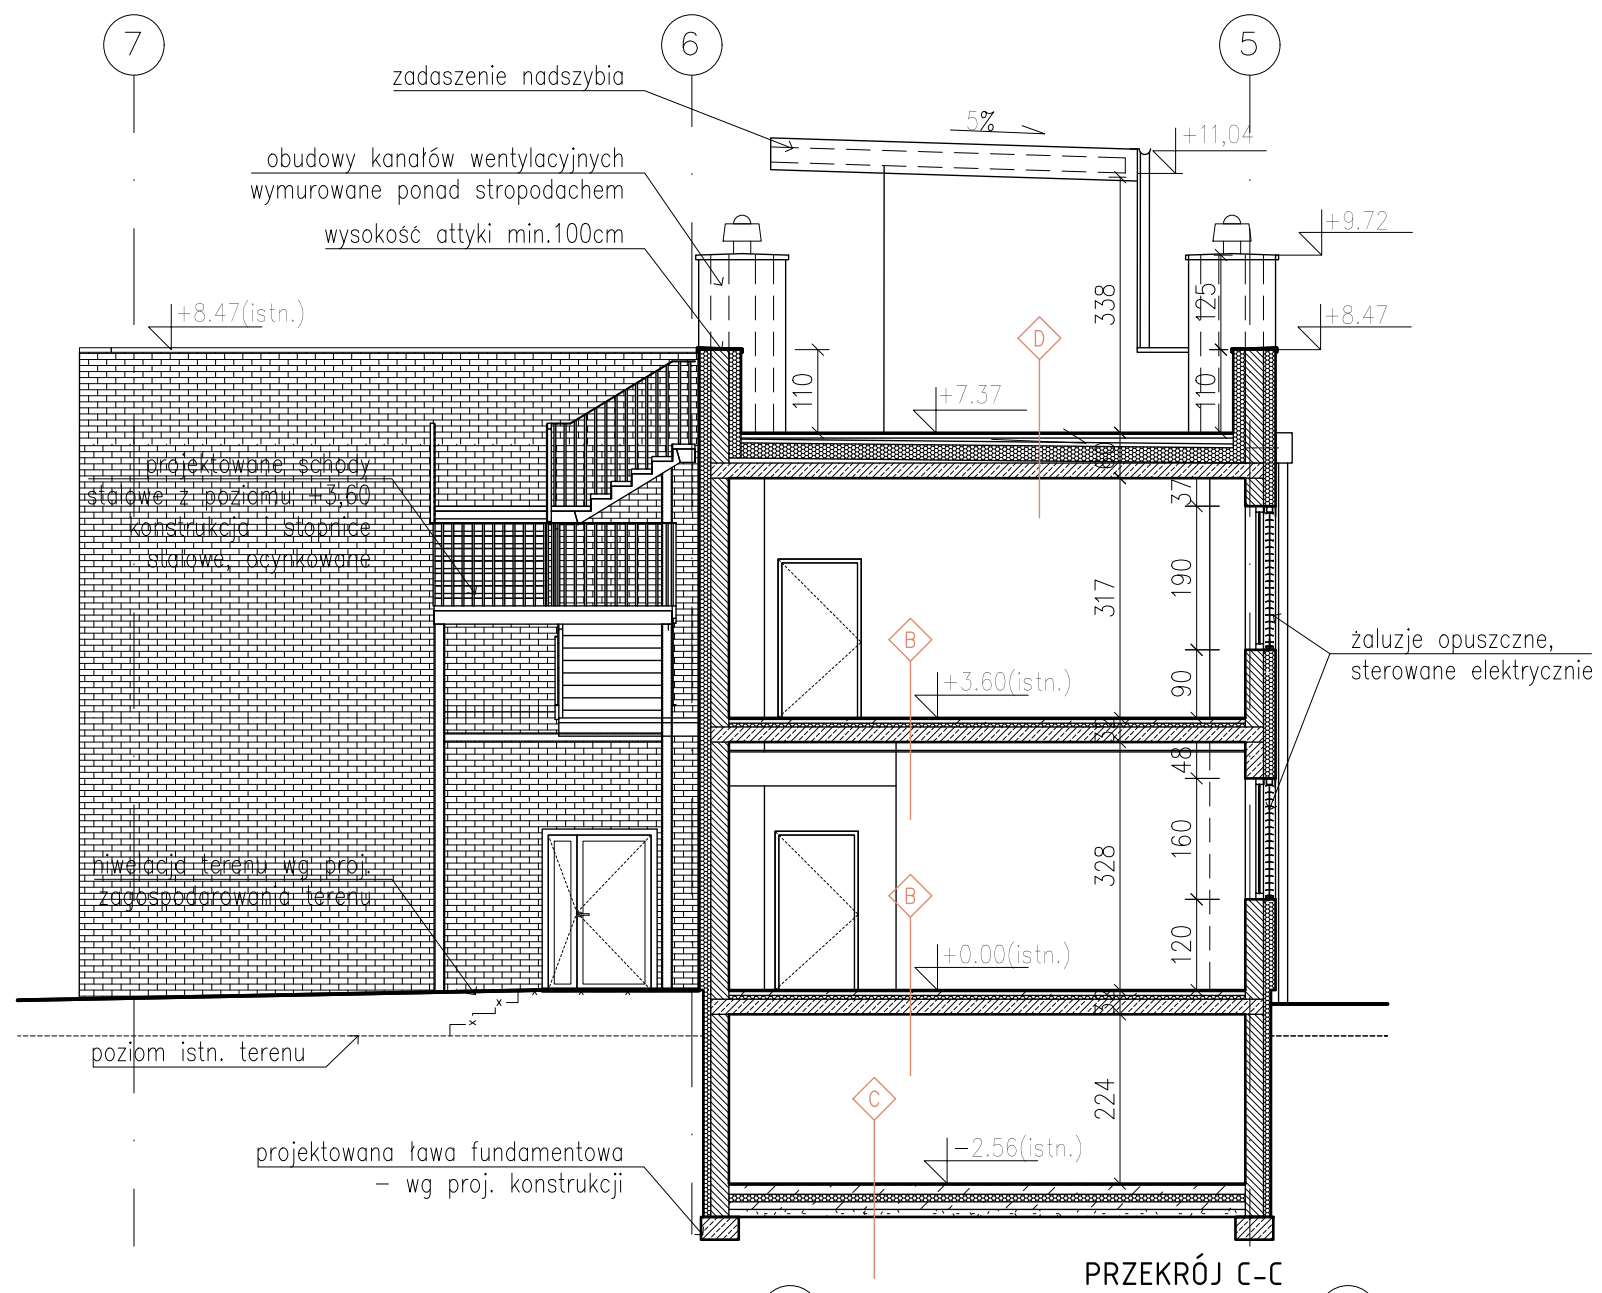 7
6
5
zadaszenie nadszybia
5%
+11,04
obudowy kanałów wentylacyjnych
wymurowane ponad stropodachem
wysokość attyki min.100cm
+9.72
+8.47(istn.)
338
125
+8.47
D
110
+7.37
110
projektowane schody
stalowe z poziamu +3,60
konstrukcja i stopnice
stalowe, ocynkowane
60
37
317
190
B
żaluzje opuszczne,
sterowane elektrycznie
+3.60(istn.)
90
48
niwelacja terenu wg proj.
zagospodarowania terenu
328
160
B
+0.00(istn.)
120
x
x
poziom istn. terenu
C
224
projektowana ława fundamentowa
– wg proj. konstrukcji
-2.56(istn.)
PRZEKRÓJ C-C